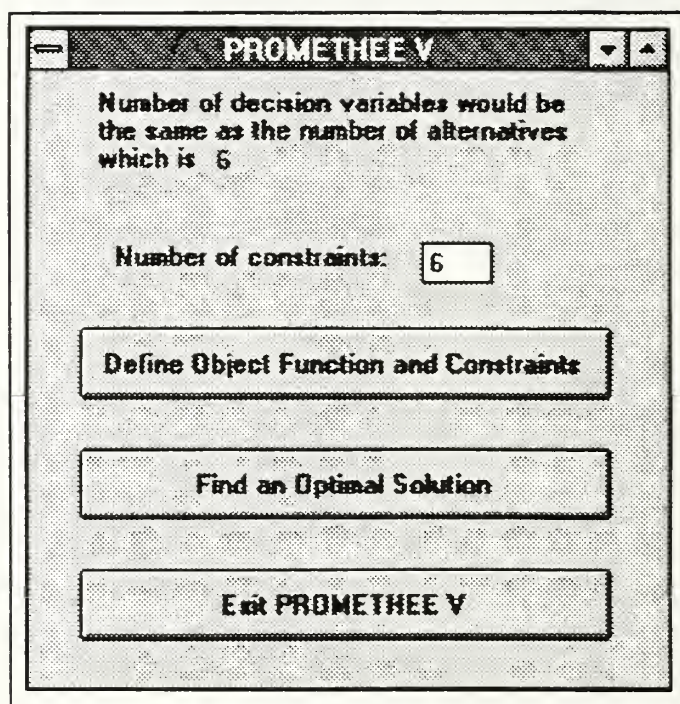 PROMETHEE V
Number of decision variables would be
the same as the number of alternatives
which is 6
Number of constraints: 6
Define Object Function and Constraints
Find an Optimal Solution
Exit PROMETHEE V